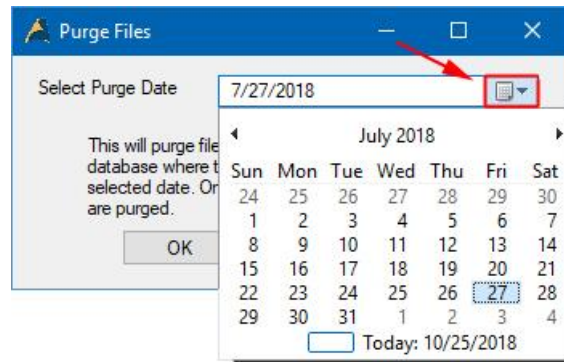 Purge Files
Select Purge Date 7/27/2018
This will purge file
database where t
selected date. Or
are purged.
OK
July 2018
Sun Mon Tue Wed Thu Fri Sat
24 25 26 27 28 29 30
1 2 3 4 5 6 7
8 9 10 11 12 13 14
15 16 17 18 19 20 21
22 23 24 25 26 27 28
29 30 31 1 2 3 4
Today: 10/25/2018